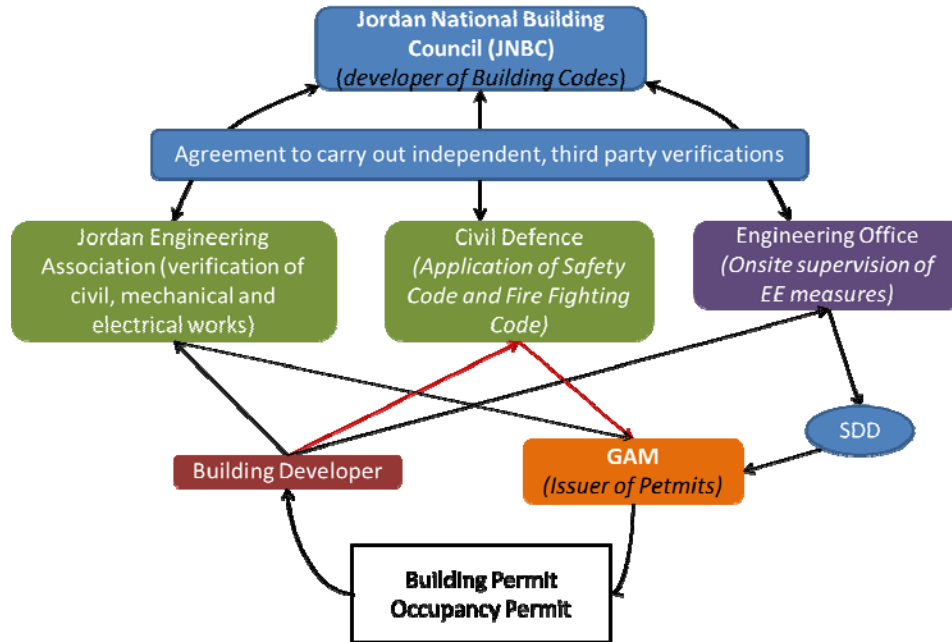 Jordan National Building
Council (JNBC)
(developer of Building Codes)
Agreement to carry out independent, third party verifications
Jordan Engineering
Association (verification of
civil, mechanical and
electrical works)
Civil Defence
(Application of Safety
Code and Fire Fighting
Code)
Engineering Office
(Onsite supervision of
EE measures)
SDD
Building Developer
GAM
(Issuer of Petmits)
Building Permit
Occupancy Permit